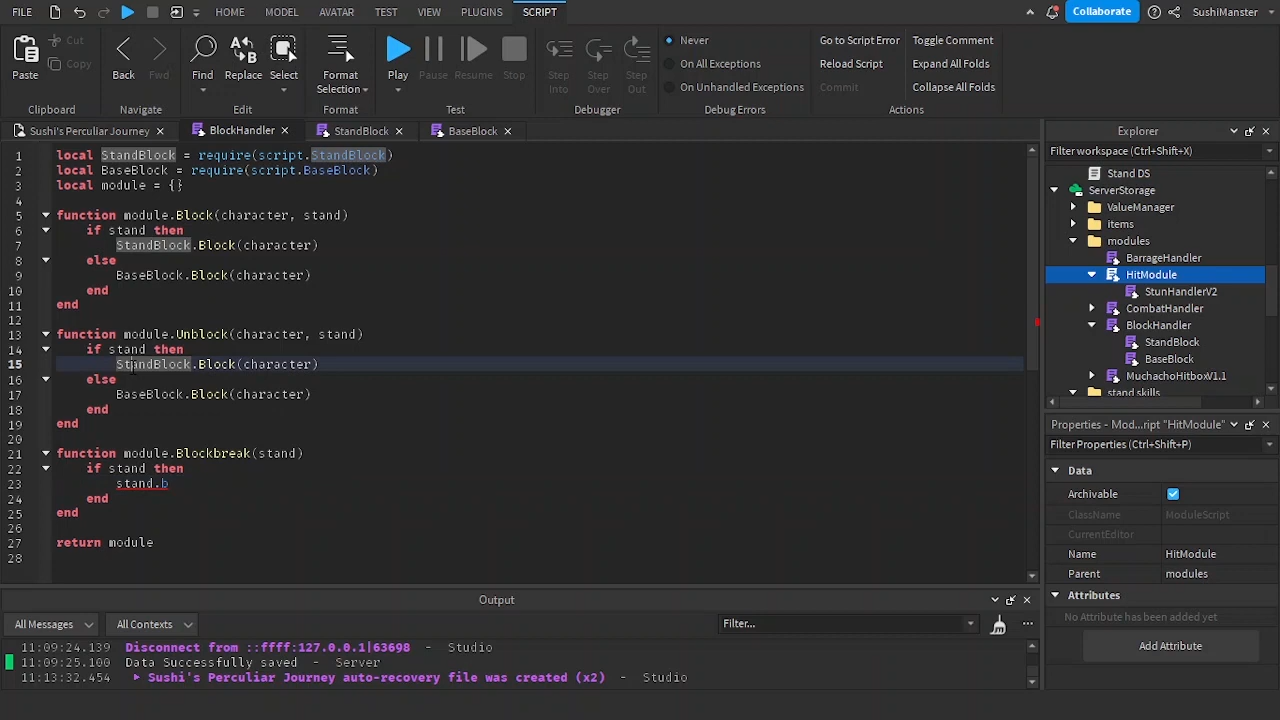 FILE HOME MODEL AVATAR TEST VIEW PLUGINS SCRIPT Collaborate SushiManster
Paste Cut Copy Back Fwd Find Replace Select Format Selection Play Pause Resume Stop Step Into Step Over Step Out Never On All Exceptions On Unhandled Exceptions Go to Script Error Reload Script Commit Toggle Comment Expand All Folds Collapse All Folds
Clipboard Navigate Edit Format Test Debugger Debug Errors Actions
Sushi's Perculiar Journey BlockHandler StandBlock BaseBlock
1 local StandBlock = require(script.StandBlock)
2 local BaseBlock = require(script.BaseBlock)
3 local module = {}
4
5 function module.Block(character, stand)
6 if stand then
7 StandBlock.Block(character)
8 else
9 BaseBlock.Block(character)
10 end
11 end
12
13 function module.Unblock(character, stand)
14 if stand then
15 StandBlock.Block(character)
16 else
17 BaseBlock.Block(character)
18 end
19 end
20
21 function module.Blockbreak(stand)
22 if stand then
23 stand.b
24 end
25 end
26
27 return module
28
Explorer
Filter workspace (Ctrl+Shift+X)
Stand DS
ServerStorage
ValueManager
items
modules
BarrageHandler
HitModule
StunHandlerV2
CombatHandler
BlockHandler
StandBlock
BaseBlock
MuchachoHitboxV1.1
stand skills
Properties - Mod...ript "HitModule"
Filter Properties (Ctrl+Shift+P)
Data
Archivable
ClassName ModuleScript
CurrentEditor
Name HitModule
Parent modules
Attributes
No Attribute has been added yet
Add Attribute
Output
All Messages All Contexts Filter...
11:09:24.139 Disconnect from ::ffff:127.0.0.1|63698 - Studio
11:09:25.100 Data Successfully saved - Server
11:13:32.454 Sushi's Perculiar Journey auto-recovery file was created (x2) - Studio